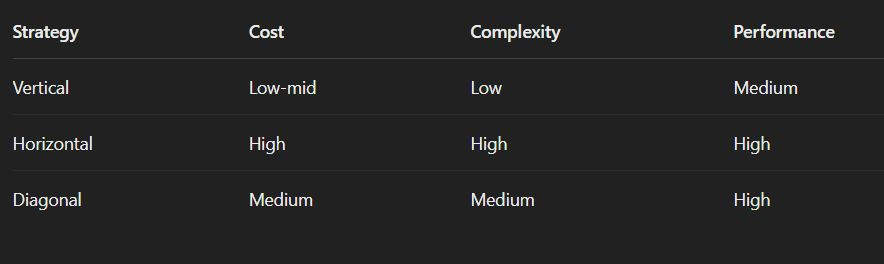 Strategy Cost Complexity Performance
Vertical Low-mid Low Medium
Horizontal High High High
Diagonal Medium Medium High